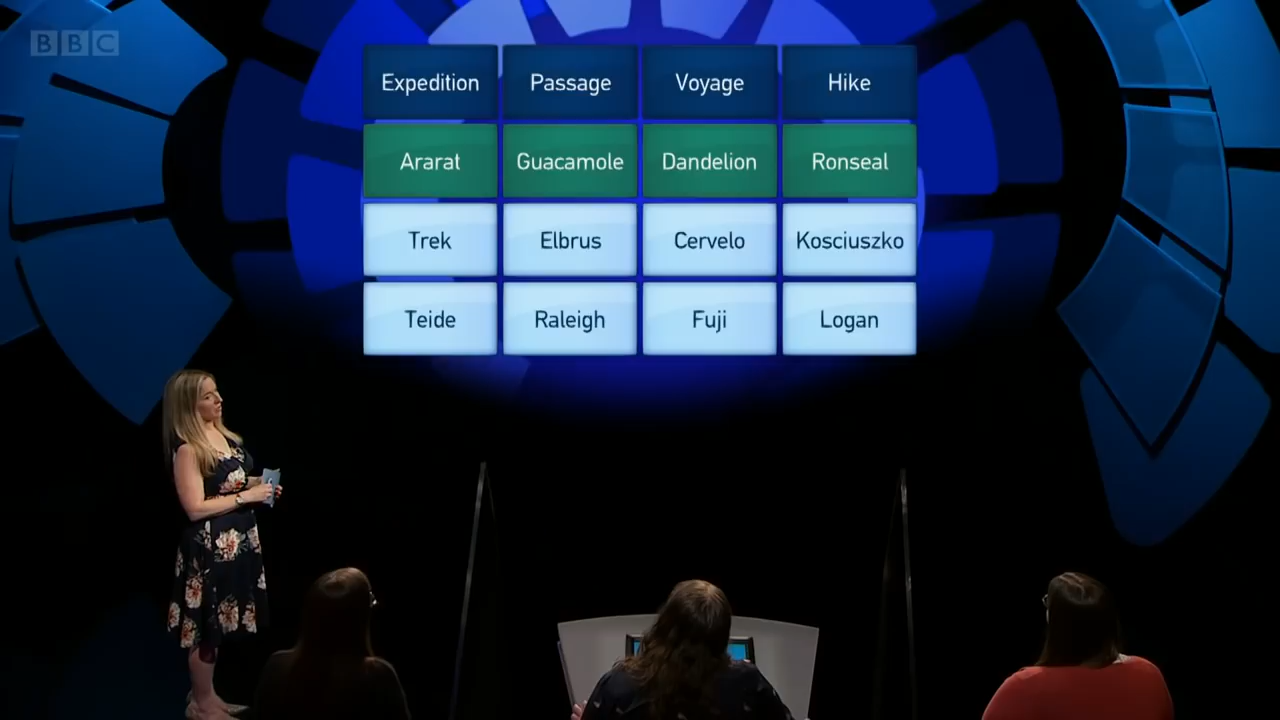 BBC
Expedition Passage Voyage Hike
Ararat Guacamole Dandelion Ronseal
Trek Elbrus Cervelo Kosciuszko
Teide Raleigh Fuji Logan